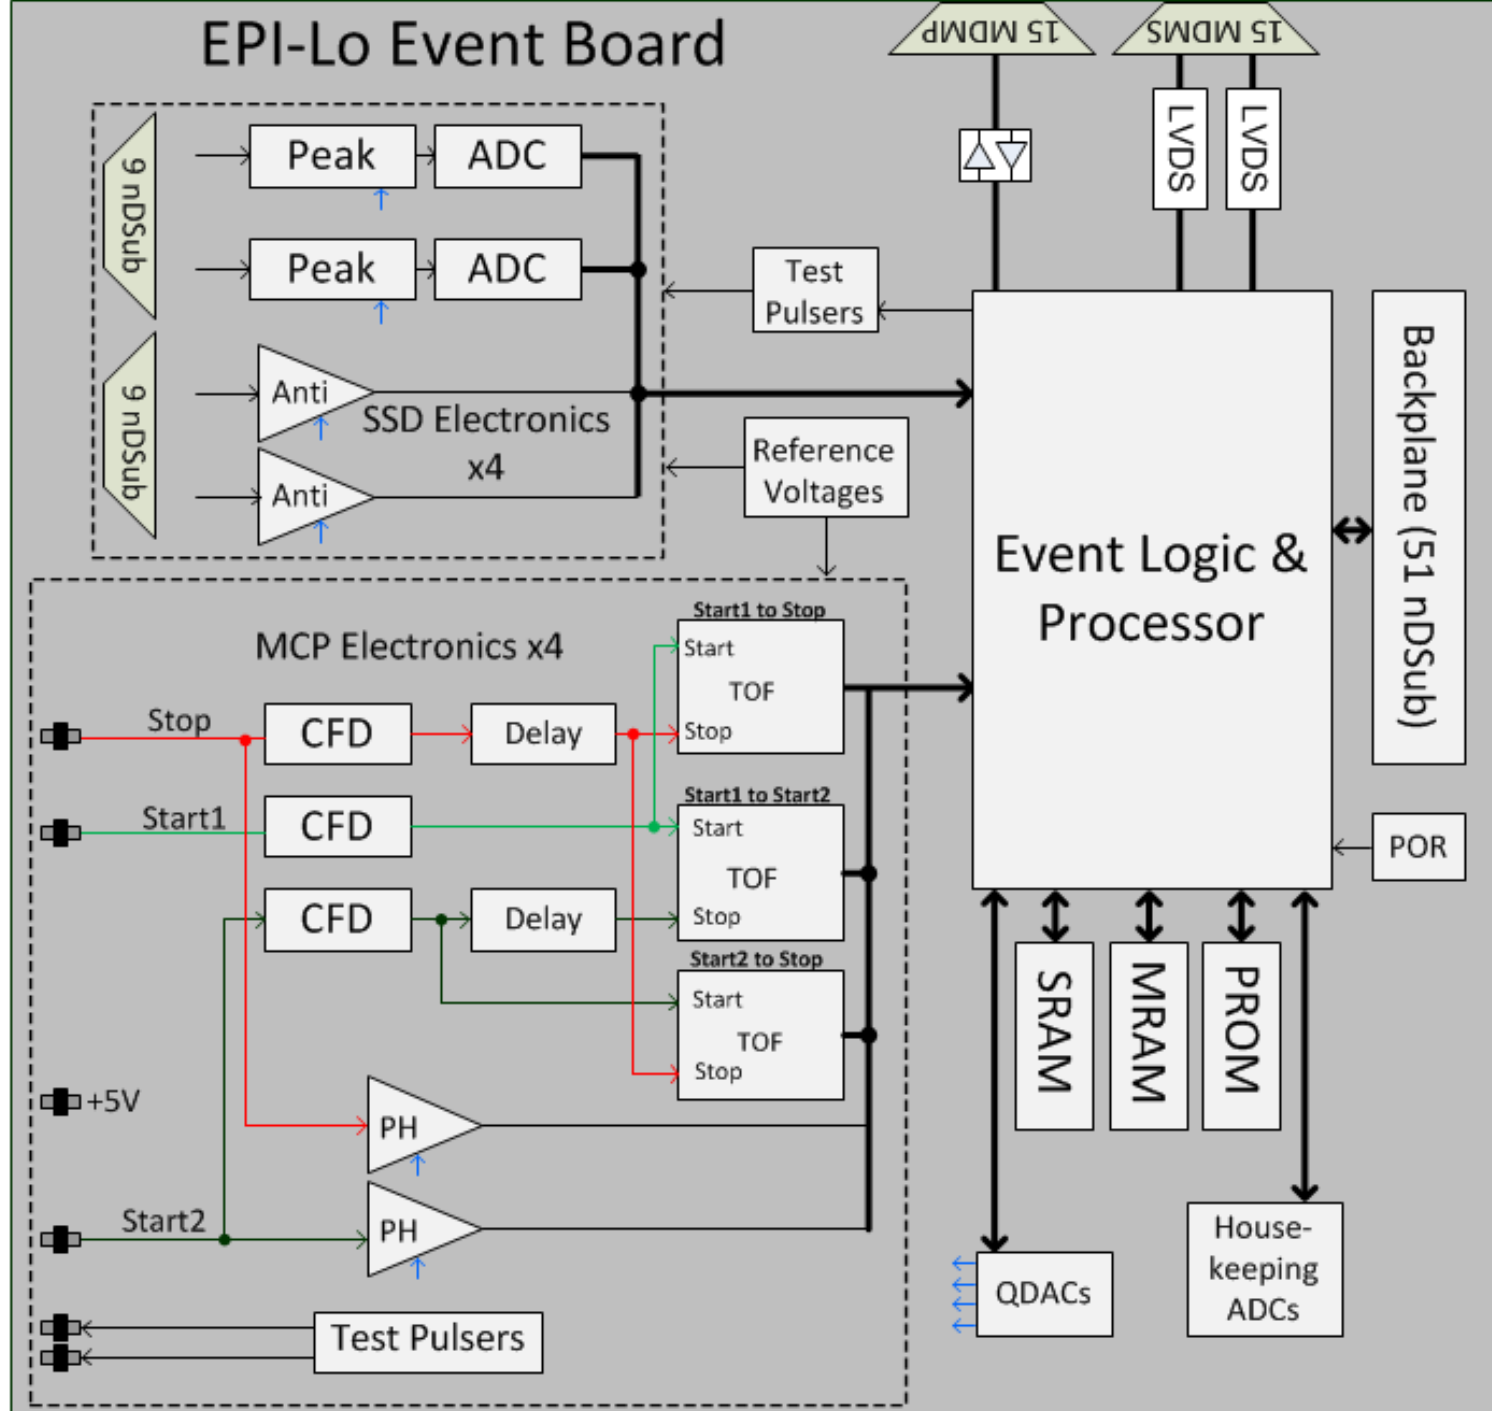 EPI-Lo Event Board
15 MDMP
15 MDMS
LVDS
LVDS
9 nDSub
Peak
ADC
Peak
ADC
9 nDSub
Anti
SSD Electronics
x4
Anti
Test
Pulsers
Reference
Voltages
Event Logic &
Processor
Backplane (51 nDSub)
POR
MCP Electronics x4
Stop
CFD
Delay
Start1 to Stop
Start
TOF
Stop
Start1
CFD
Start1 to Start2
Start
TOF
Stop
CFD
Delay
Start2 to Stop
Start
TOF
Stop
+5V
PH
Start2
PH
Test Pulsers
SRAM
MRAM
PROM
QDACs
House-
keeping
ADCs